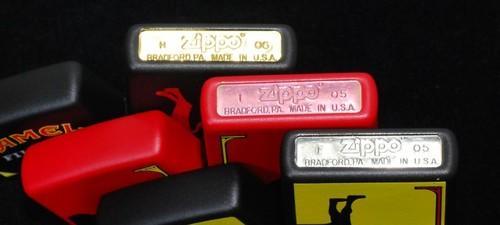 H zippo 06
BRADFORD, PA. MADE IN U.S.A.
I zippo 05
BRADFORD, PA. MADE IN U.S.A.
I zippo 05
BRADFORD, PA. MADE IN U.S.A.
CAMEL